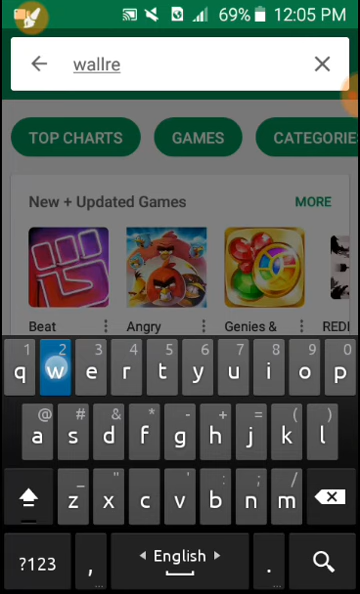 69% 12:05 PM
wallre
TOP CHARTS GAMES CATEGORIE
New + Updated Games MORE
Beat Angry Genies & REDI
1 2 3 4 5 6 7 8 9 0
q w e r t y u i o p
@ # & * - + = ( )
a s d f g h j k l
_ " ' : ; /
z x c v b n m
?123 , English .